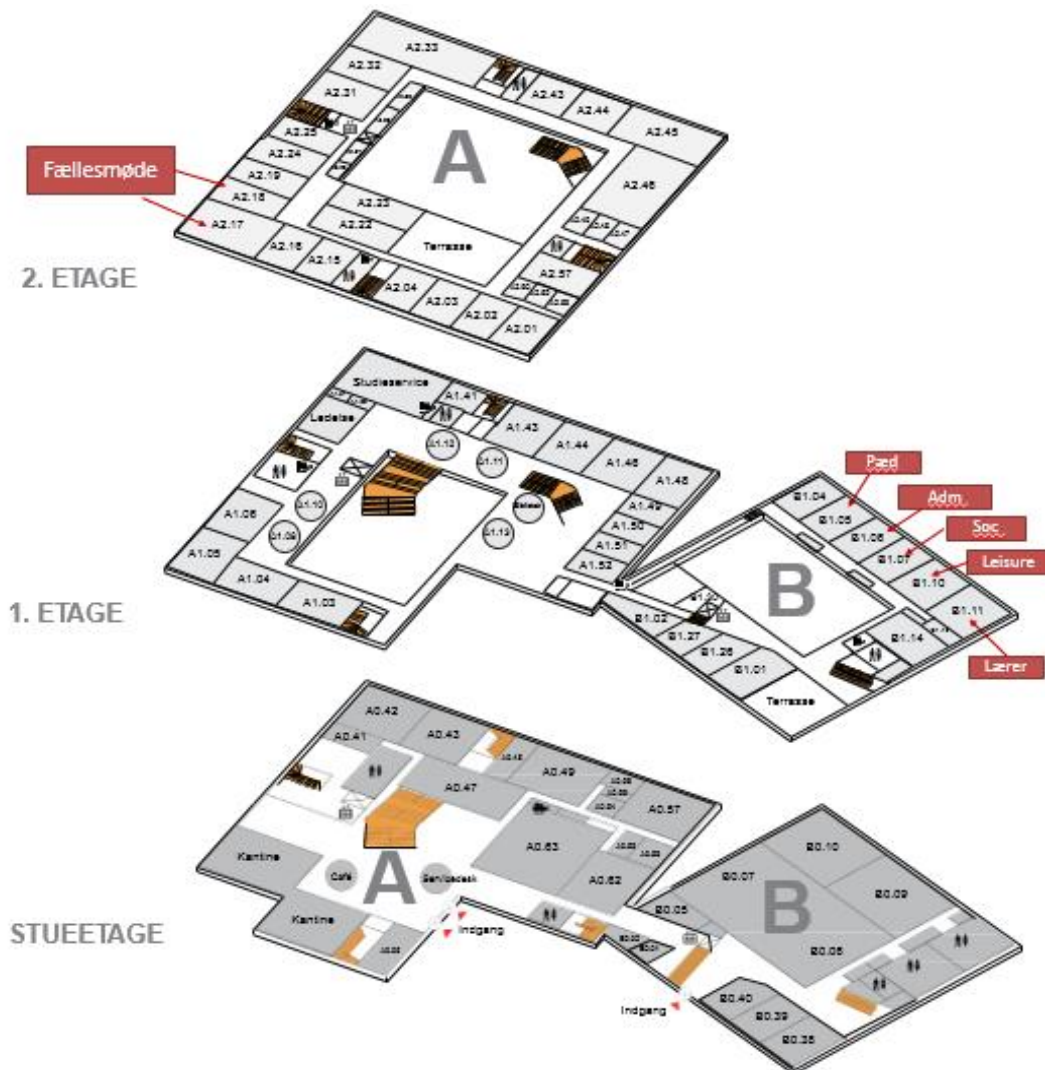 A2.33
A2.32
A2.31
A2.43
A2.44
A2.45
A
A2.25
A2.24
A2.19
A2.18
A2.17
Fællesmøde
A2.46
A2.23
A2.22
Terrasse
A2.16
A2.15
A2.57
2. ETAGE
A2.04
A2.03
A2.02
A2.01
Studieservice
A1.41
Ledelse
A1.43
A1.44
A1.46
A1.48
A1.12
A1.11
A1.49
A1.50
A1.51
A1.52
A1.10
A1.09
A1.13
A1.06
A1.05
A1.04
A1.03
Pæd
Adm.
Soc
Leisure
Lærer
B1.04
B1.05
B1.06
B1.07
B1.10
B1.11
B
B1.02
B1.27
B1.26
B1.01
B1.14
Terrasse
1. ETAGE
A0.42
A0.41
A0.43
A0.47
A0.49
A0.57
A0.63
A0.62
Kantine
Café
A
Servicedesk
Kantine
Indgang
STUEETAGE
B0.10
B0.07
B0.09
B
B0.05
B0.06
B0.40
B0.39
B0.38
Indgang